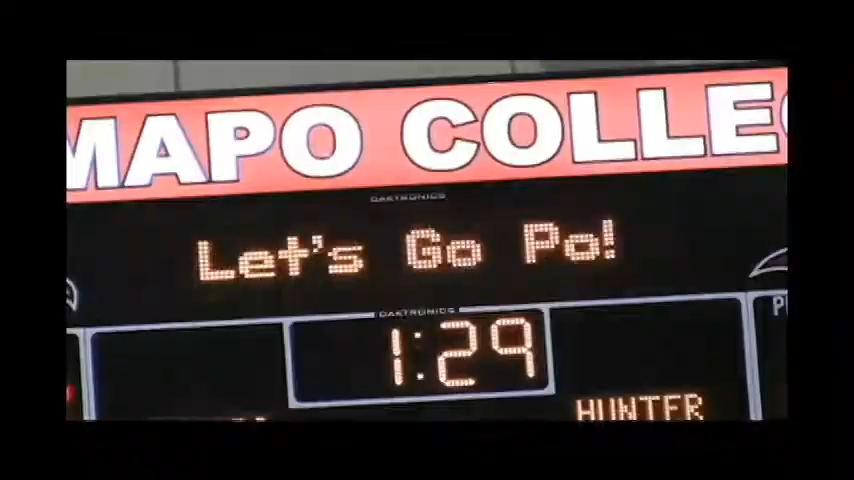 MAPO COLLE
DAKTRONICS
Let's Go Po!
DAKTRONICS
1:29
HUNTER